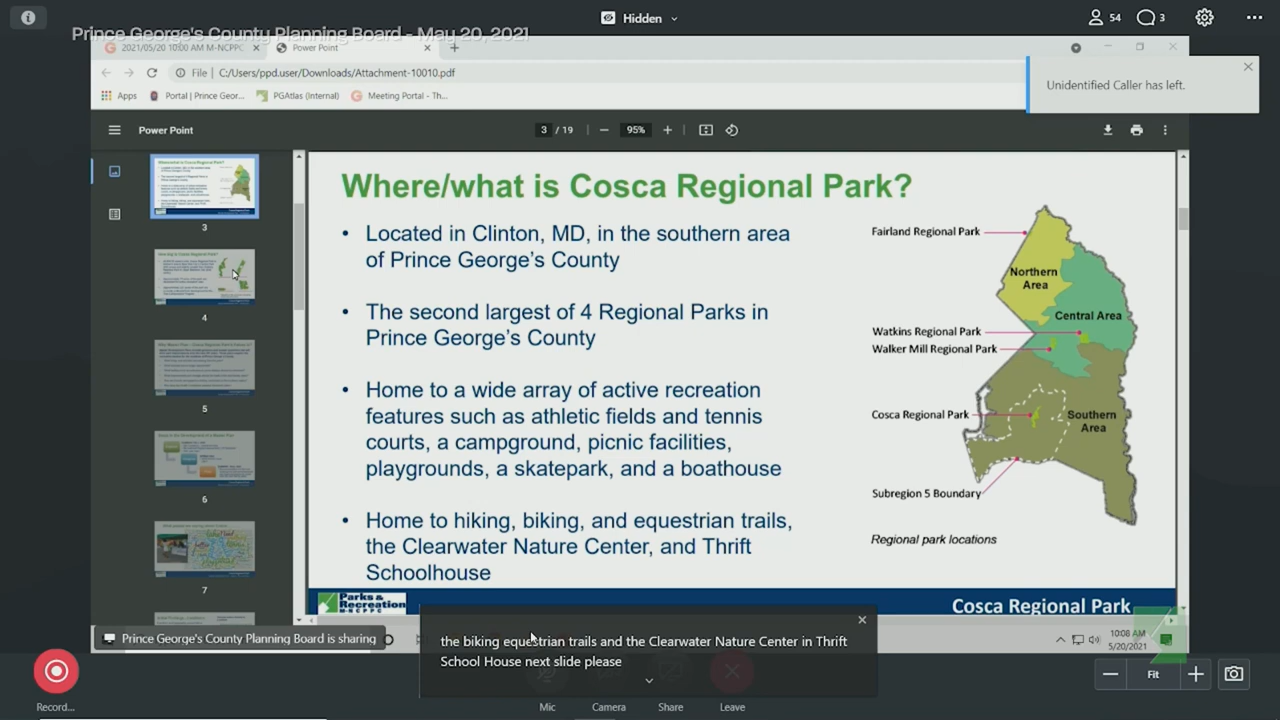 Hidden
54
3
Prince George's County Planning Board - May 20, 2021
2021/05/20 10:00 AM M-NCPPC
Power Point
File
C:/Users/ppd.user/Downloads/Attachment-10010.pdf
Unidentified Caller has left.
Apps
Portal | Prince Geor...
PGAtlas (Internal)
Meeting Portal - Th...
Power Point
3 / 19
95%
3
4
5
6
7
Where/what is Cosca Regional Park?
• Located in Clinton, MD, in the southern area
of Prince George's County
• The second largest of 4 Regional Parks in
Prince George's County
• Home to a wide array of active recreation
features such as athletic fields and tennis
courts, a campground, picnic facilities,
playgrounds, a skatepark, and a boathouse
• Home to hiking, biking, and equestrian trails,
the Clearwater Nature Center, and Thrift
Schoolhouse
Fairland Regional Park
Northern
Area
Central Area
Watkins Regional Park
Walker Mill Regional Park
Cosca Regional Park
Southern
Area
Subregion 5 Boundary
Regional park locations
Parks &
Recreation
M-NCPPC
Cosca Regional Park
Prince George's County Planning Board is sharing
the biking equestrian trails and the Clearwater Nature Center in Thrift
School House next slide please
10:08 AM
5/20/2021
Fit
Record...
Mic
Camera
Share
Leave